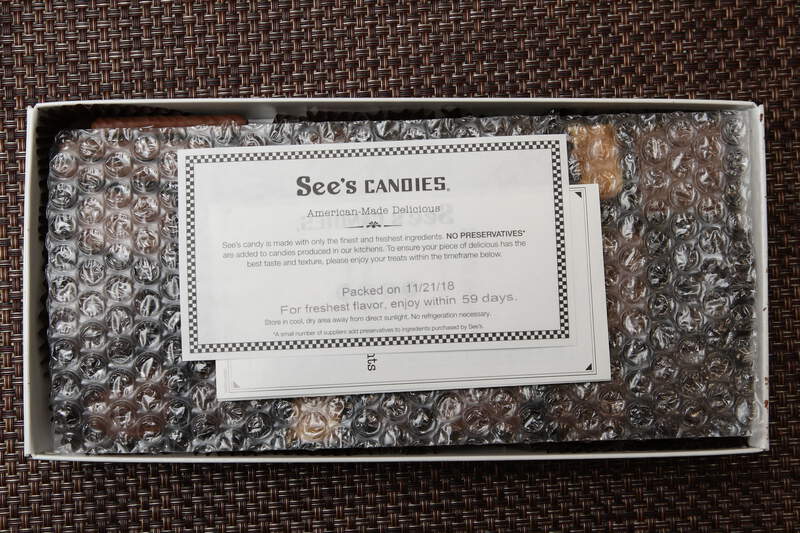 See's CANDIES®
American-Made Delicious
See's candy is made with only the finest and freshest ingredients. NO PRESERVATIVES*
are added to candies produced in our kitchens. To ensure your piece of delicious has the
best taste and texture, please enjoy your treats within the timeframe below.
Packed on 11/21/18
For freshest flavor, enjoy within 59 days.
Store in cool, dry area away from direct sunlight. No refrigeration necessary.
*A small number of suppliers add preservatives to ingredients purchased by See's.